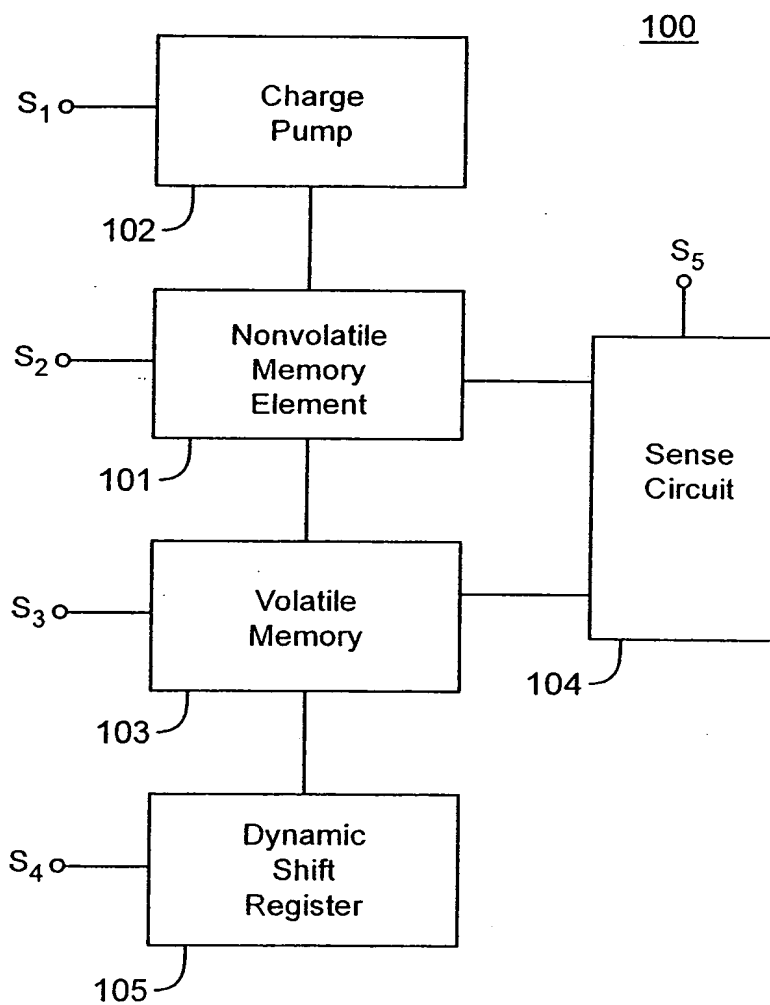 100
S1
Charge
Pump
102
S5
S2
Nonvolatile
Memory
Element
101
Sense
Circuit
S3
Volatile
Memory
104
103
S4
Dynamic
Shift
Register
105